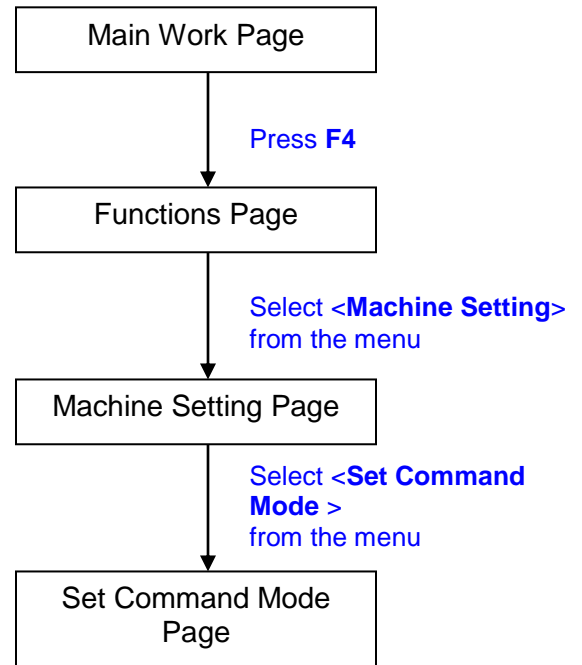 Main Work Page
Press F4
Functions Page
Select <Machine Setting>
from the menu
Machine Setting Page
Select <Set Command
Mode >
from the menu
Set Command Mode
Page